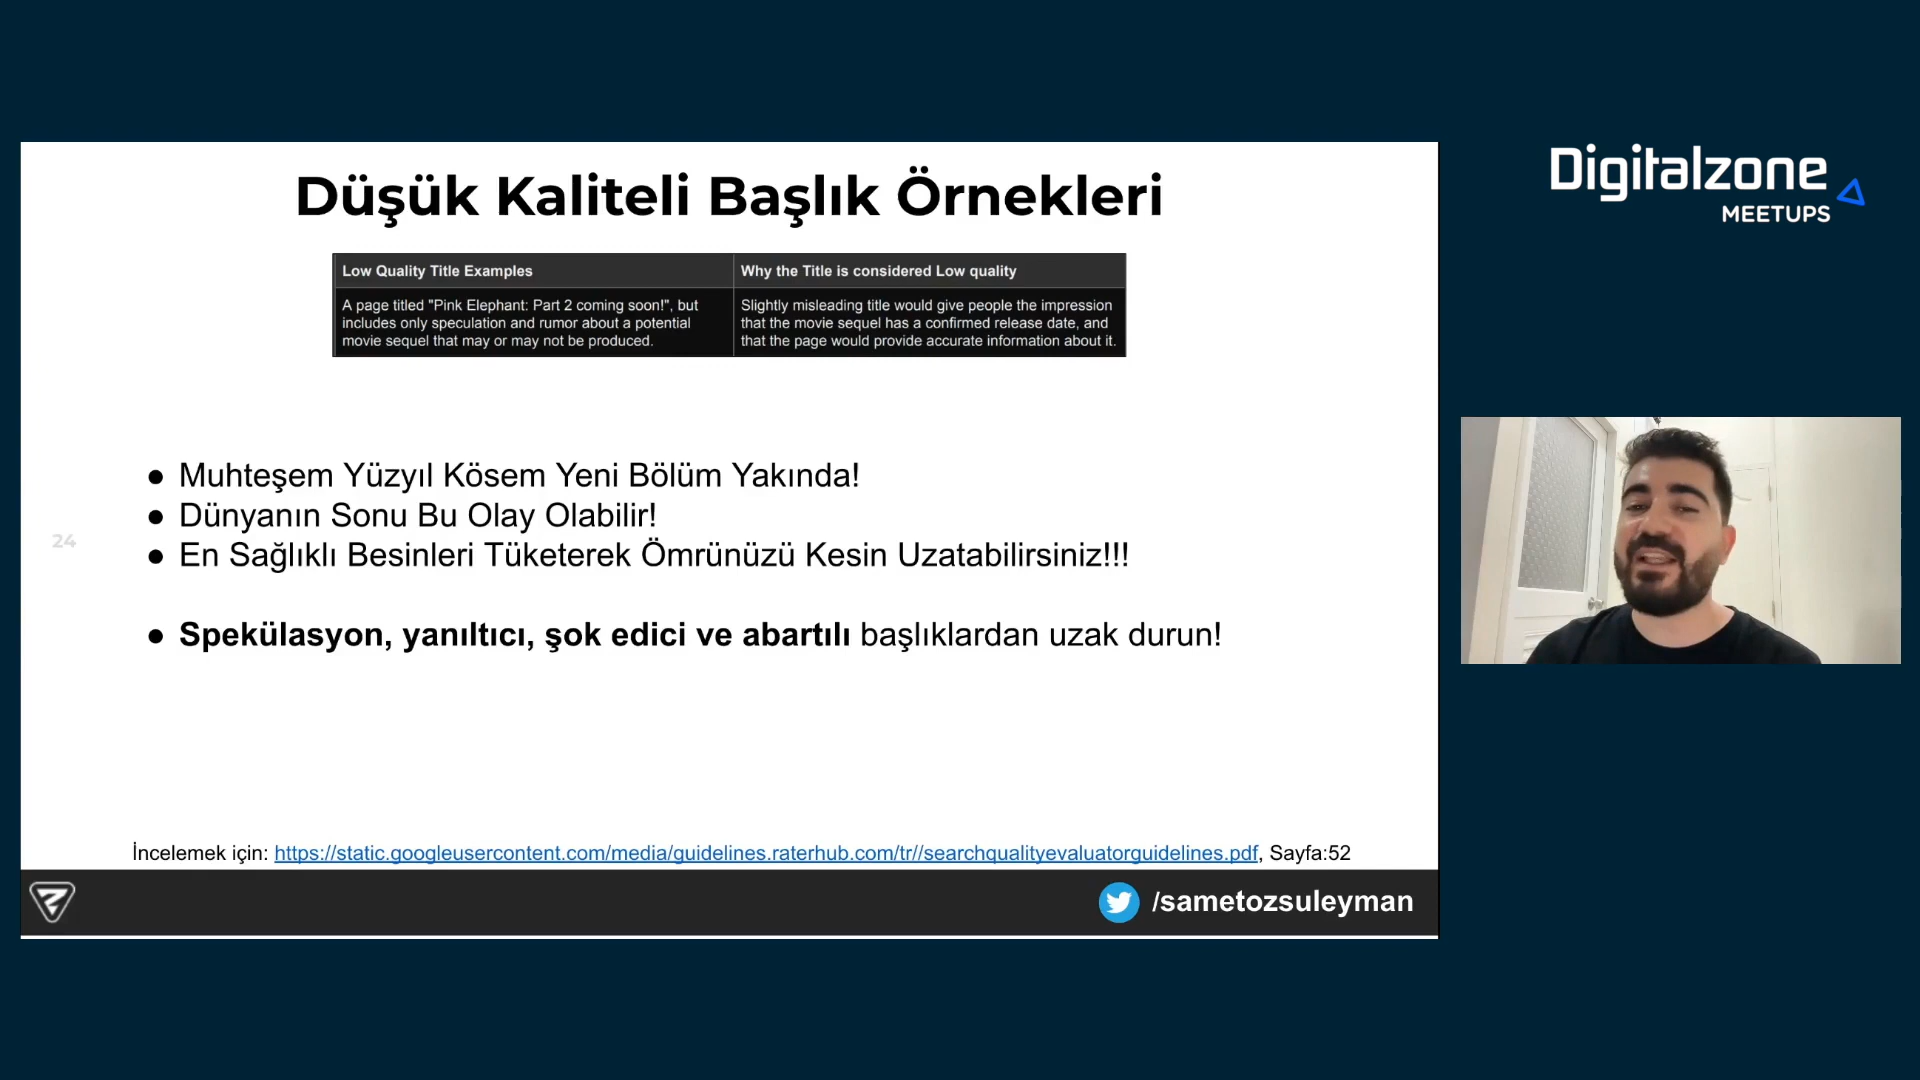 Düşük Kaliteli Başlık Örnekleri
Low Quality Title Examples
Why the Title is considered Low quality
A page titled "Pink Elephant: Part 2 coming soon!", but
includes only speculation and rumor about a potential
movie sequel that may or may not be produced.
Slightly misleading title would give people the impression
that the movie sequel has a confirmed release date, and
that the page would provide accurate information about it.
● Muhteşem Yüzyıl Kösem Yeni Bölüm Yakında!
● Dünyanın Sonu Bu Olay Olabilir!
● En Sağlıklı Besinleri Tüketerek Ömrünüzü Kesin Uzatabilirsiniz!!!
● Spekülasyon, yanıltıcı, şok edici ve abartılı başlıklardan uzak durun!
24
İncelemek için: https://static.googleusercontent.com/media/guidelines.raterhub.com/tr//searchqualityevaluatorguidelines.pdf, Sayfa:52
/sametozsuleyman
Digitalzone
MEETUPS